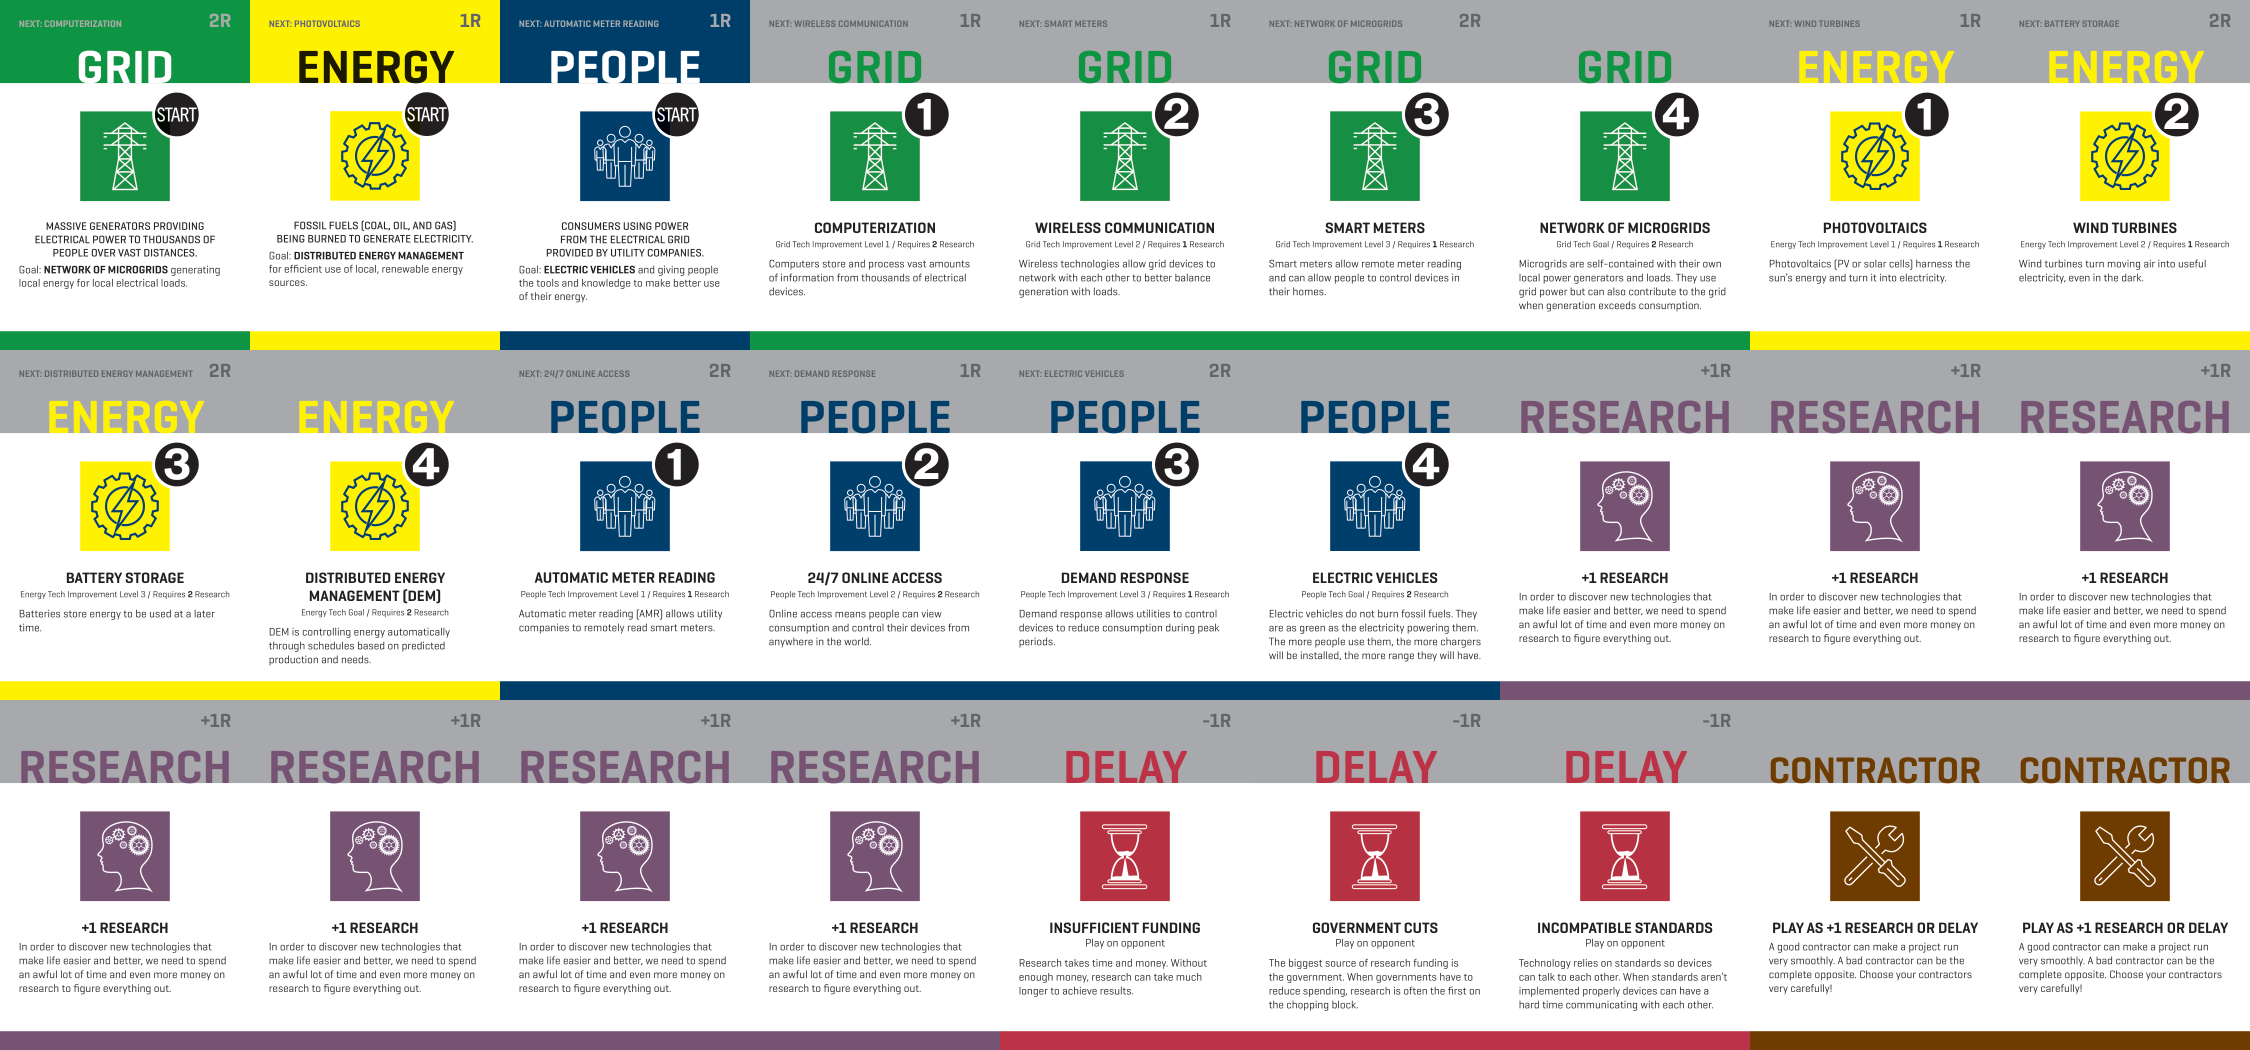 NEXT: COMPUTERIZATION 2R
GRID
START
MASSIVE GENERATORS PROVIDING
ELECTRICAL POWER TO THOUSANDS OF
PEOPLE OVER VAST DISTANCES.
Goal: NETWORK OF MICROGRIDS generating
local energy for local electrical loads.
NEXT: PHOTOVOLTAICS 1R
ENERGY
START
FOSSIL FUELS (COAL, OIL, AND GAS)
BEING BURNED TO GENERATE ELECTRICITY.
Goal: DISTRIBUTED ENERGY MANAGEMENT
for efficient use of local, renewable energy
sources.
NEXT: AUTOMATIC METER READING 1R
PEOPLE
START
CONSUMERS USING POWER
FROM THE ELECTRICAL GRID
PROVIDED BY UTILITY COMPANIES.
Goal: ELECTRIC VEHICLES and giving people
the tools and knowledge to make better use
of their energy.
NEXT: WIRELESS COMMUNICATION 1R
GRID
1
COMPUTERIZATION
Grid Tech Improvement Level 1 / Requires 2 Research
Computers store and process vast amounts
of information from thousands of electrical
devices.
NEXT: SMART METERS 1R
GRID
2
WIRELESS COMMUNICATION
Grid Tech Improvement Level 2 / Requires 1 Research
Wireless technologies allow grid devices to
network with each other to better balance
generation with loads.
NEXT: NETWORK OF MICROGRIDS 2R
GRID
3
SMART METERS
Grid Tech Improvement Level 3 / Requires 1 Research
Smart meters allow remote meter reading
and can allow people to control devices in
their homes.
GRID
4
NETWORK OF MICROGRIDS
Grid Tech Goal / Requires 2 Research
Microgrids are self-contained with their own
local power generators and loads. They use
grid power but can also contribute to the grid
when generation exceeds consumption.
NEXT: WIND TURBINES 1R
ENERGY
1
PHOTOVOLTAICS
Energy Tech Improvement Level 1 / Requires 1 Research
Photovoltaics (PV or solar cells) harness the
sun's energy and turn it into electricity.
NEXT: BATTERY STORAGE 2R
ENERGY
2
WIND TURBINES
Energy Tech Improvement Level 2 / Requires 1 Research
Wind turbines turn moving air into useful
electricity, even in the dark.
NEXT: DISTRIBUTED ENERGY MANAGEMENT 2R
ENERGY
3
BATTERY STORAGE
Energy Tech Improvement Level 3 / Requires 2 Research
Batteries store energy to be used at a later
time.
ENERGY
4
DISTRIBUTED ENERGY
MANAGEMENT (DEM)
Energy Tech Goal / Requires 2 Research
DEM is controlling energy automatically
through schedules based on predicted
production and needs.
NEXT: 24/7 ONLINE ACCESS 2R
PEOPLE
1
AUTOMATIC METER READING
People Tech Improvement Level 1 / Requires 1 Research
Automatic meter reading (AMR) allows utility
companies to remotely read smart meters.
NEXT: DEMAND RESPONSE 1R
PEOPLE
2
24/7 ONLINE ACCESS
People Tech Improvement Level 2 / Requires 2 Research
Online access means people can view
consumption and control their devices from
anywhere in the world.
NEXT: ELECTRIC VEHICLES 2R
PEOPLE
3
DEMAND RESPONSE
People Tech Improvement Level 3 / Requires 1 Research
Demand response allows utilities to control
devices to reduce consumption during peak
periods.
PEOPLE
4
ELECTRIC VEHICLES
People Tech Goal / Requires 2 Research
Electric vehicles do not burn fossil fuels. They
are as green as the electricity powering them.
The more people use them, the more chargers
will be installed, the more range they will have.
+1R
RESEARCH
+1 RESEARCH
In order to discover new technologies that
make life easier and better, we need to spend
an awful lot of time and even more money on
research to figure everything out.
+1R
RESEARCH
+1 RESEARCH
In order to discover new technologies that
make life easier and better, we need to spend
an awful lot of time and even more money on
research to figure everything out.
+1R
RESEARCH
+1 RESEARCH
In order to discover new technologies that
make life easier and better, we need to spend
an awful lot of time and even more money on
research to figure everything out.
+1R
RESEARCH
+1 RESEARCH
In order to discover new technologies that
make life easier and better, we need to spend
an awful lot of time and even more money on
research to figure everything out.
+1R
RESEARCH
+1 RESEARCH
In order to discover new technologies that
make life easier and better, we need to spend
an awful lot of time and even more money on
research to figure everything out.
+1R
RESEARCH
+1 RESEARCH
In order to discover new technologies that
make life easier and better, we need to spend
an awful lot of time and even more money on
research to figure everything out.
+1R
RESEARCH
+1 RESEARCH
In order to discover new technologies that
make life easier and better, we need to spend
an awful lot of time and even more money on
research to figure everything out.
-1R
DELAY
INSUFFICIENT FUNDING
Play on opponent
Research takes time and money. Without
enough money, research can take much
longer to achieve results.
-1R
DELAY
GOVERNMENT CUTS
Play on opponent
The biggest source of research funding is
the government. When governments have to
reduce spending, research is often the first on
the chopping block.
-1R
DELAY
INCOMPATIBLE STANDARDS
Play on opponent
Technology relies on standards so devices
can talk to each other. When standards aren't
implemented properly devices can have a
hard time communicating with each other.
CONTRACTOR
PLAY AS +1 RESEARCH OR DELAY
A good contractor can make a project run
very smoothly. A bad contractor can be the
complete opposite. Choose your contractors
very carefully!
CONTRACTOR
PLAY AS +1 RESEARCH OR DELAY
A good contractor can make a project run
very smoothly. A bad contractor can be the
complete opposite. Choose your contractors
very carefully!